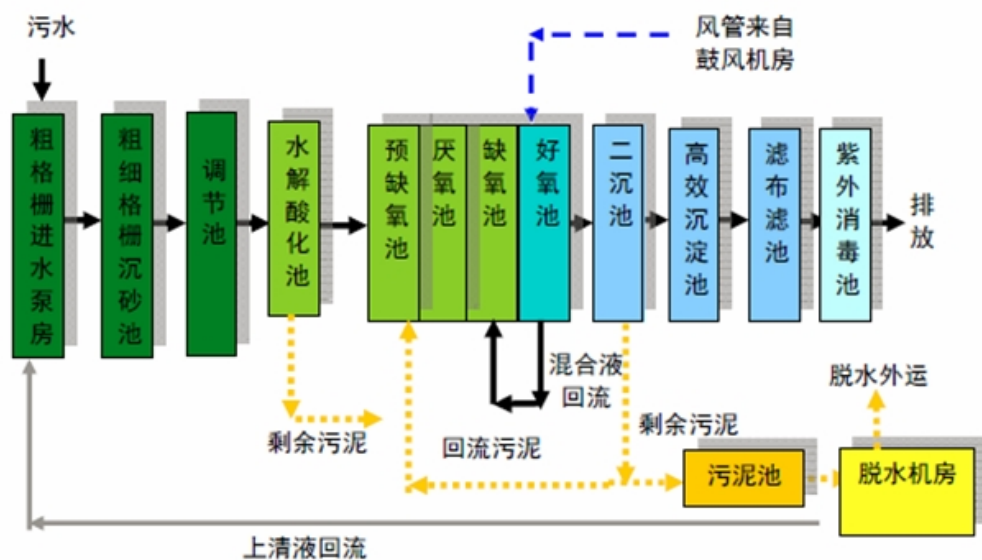 污水
风管来自
鼓风机房
粗格栅进水泵房
粗细格栅沉砂池
调节池
水解酸化池
预缺氧池
厌氧池
缺氧池
好氧池
二沉池
高效沉淀池
滤布滤池
紫外消毒池
排放
混合液
回流
脱水外运
剩余污泥
回流污泥
剩余污泥
污泥池
脱水机房
上清液回流